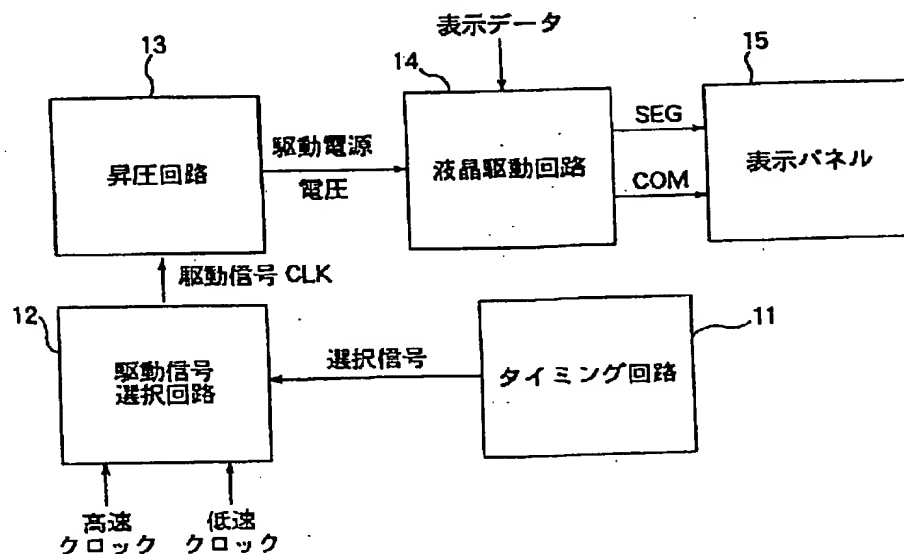 表示データ
13
14
15
昇圧回路
駆動電源
電圧
液晶駆動回路
SEG
COM
表示パネル
駆動信号 CLK
12
11
駆動信号
選択回路
選択信号
タイミング回路
高速
クロック
低速
クロック